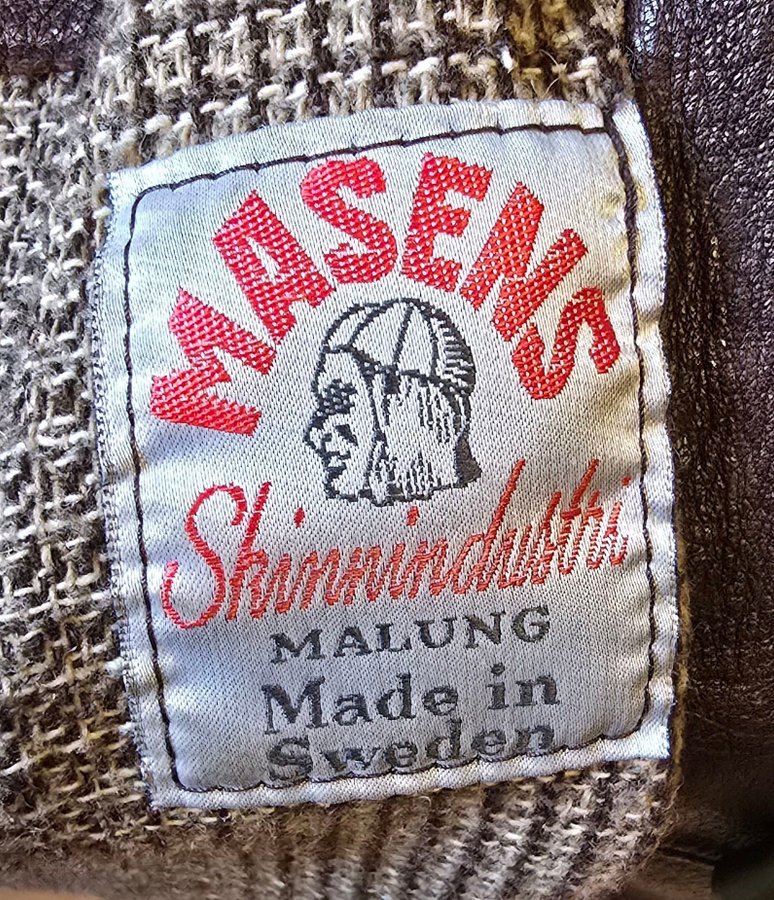 MASENS
Skinnindustri
MALUNG
Made in
Sweden